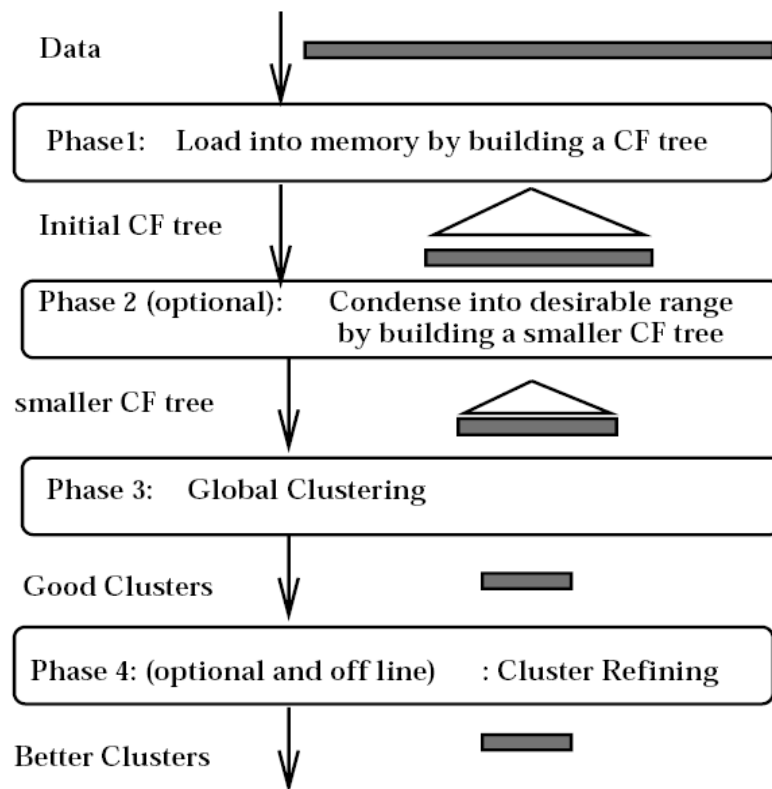 Data
Phase1: Load into memory by building a CF tree
Initial CF tree
Phase 2 (optional): Condense into desirable range
by building a smaller CF tree
smaller CF tree
Phase 3: Global Clustering
Good Clusters
Phase 4: (optional and off line) : Cluster Refining
Better Clusters